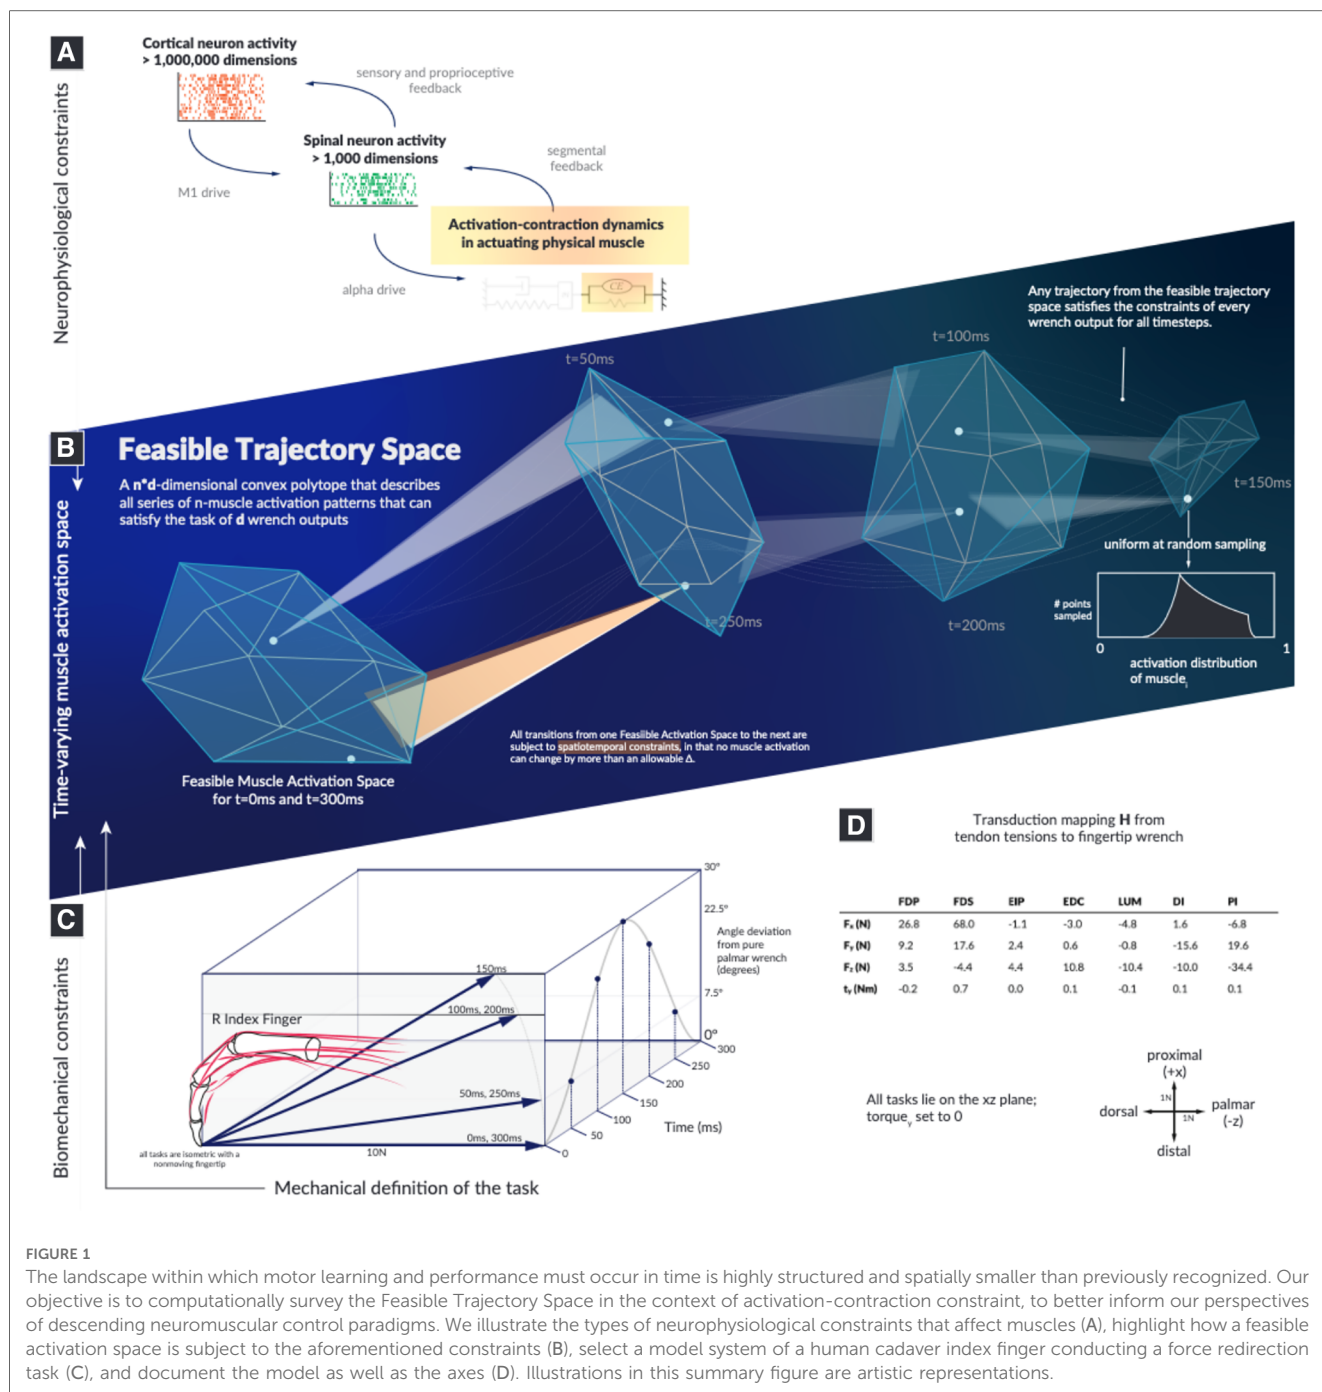 A
Neurophysiological constraints
Cortical neuron activity
> 1,000,000 dimensions
sensory and proprioceptive
feedback
Spinal neuron activity
> 1,000 dimensions
M1 drive
segmental
feedback
Activation-contraction dynamics
in actuating physical muscle
alpha drive
CE
B
Time-varying muscle activation space
Feasible Trajectory Space
A n*d-dimensional convex polytope that describes
all series of n-muscle activation patterns that can
satisfy the task of d wrench outputs
t=50ms
t=100ms
Any trajectory from the feasible trajectory
space satisfies the constraints of every
wrench output for all timesteps.
t=150ms
t=250ms
t=200ms
uniform at random sampling
# points
sampled
0
1
activation distribution
of muscle i
All transitions from one Feasiible Activation Space to the next are
subject to spatiotemporal constraints, in that no muscle activation
can change by more than an allowable Δ.
Feasible Muscle Activation Space
for t=0ms and t=300ms
C
Biomechanical constraints
R Index Finger
150ms
100ms, 200ms
50ms, 250ms
0ms, 300ms
10N
all tasks are isometric with a
nonmoving fingertip
30°
22.5°
Angle deviation
from pure
palmar wrench
(degrees)
7.5°
0°
300
250
200
150
100
50
0
Time (ms)
Mechanical definition of the task
D
Transduction mapping H from
tendon tensions to fingertip wrench
FDP FDS EIP EDC LUM DI PI
Fx (N) 26.8 68.0 -1.1 -3.0 -4.8 1.6 -6.8
Fy (N) 9.2 17.6 2.4 0.6 -0.8 -15.6 19.6
Fz (N) 3.5 -4.4 4.4 10.8 -10.4 -10.0 -34.4
ty (Nm) -0.2 0.7 0.0 0.1 -0.1 0.1 0.1
All tasks lie on the xz plane;
torque y set to 0
proximal
(+x)
1N
dorsal
1N
palmar
(-z)
distal
FIGURE 1
The landscape within which motor learning and performance must occur in time is highly structured and spatially smaller than previously recognized. Our
objective is to computationally survey the Feasible Trajectory Space in the context of activation-contraction constraint, to better inform our perspectives
of descending neuromuscular control paradigms. We illustrate the types of neurophysiological constraints that affect muscles (A), highlight how a feasible
activation space is subject to the aforementioned constraints (B), select a model system of a human cadaver index finger conducting a force redirection
task (C), and document the model as well as the axes (D). Illustrations in this summary figure are artistic representations.